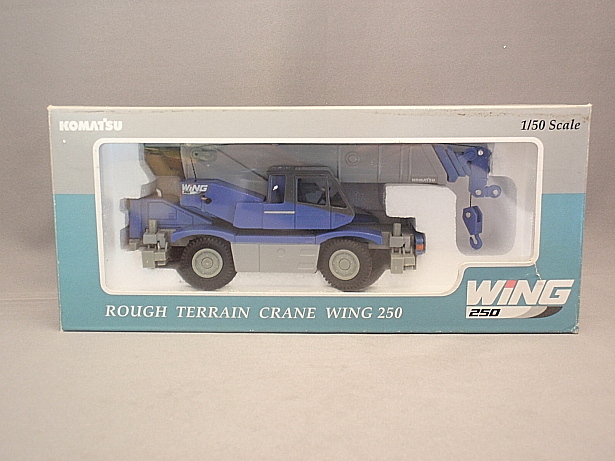 KOMATSU
1/50 Scale
WING
KOMATSU
WiNG
250
ROUGH TERRAIN CRANE WING 250